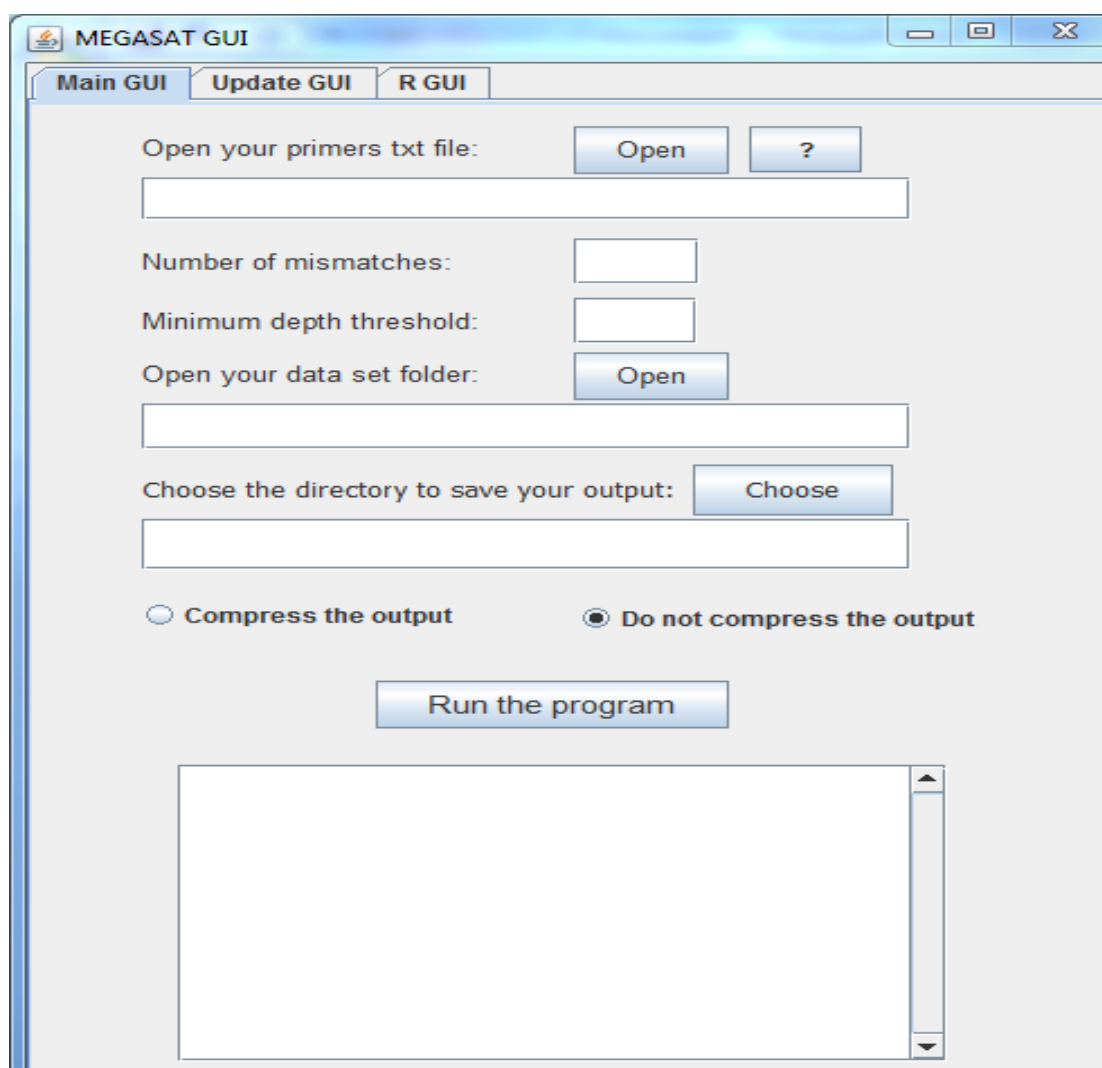 MEGASAT GUI
Main GUI Update GUI R GUI
Open your primers txt file: Open ?
Number of mismatches:
Minimum depth threshold:
Open your data set folder: Open
Choose the directory to save your output: Choose
Compress the output Do not compress the output
Run the program